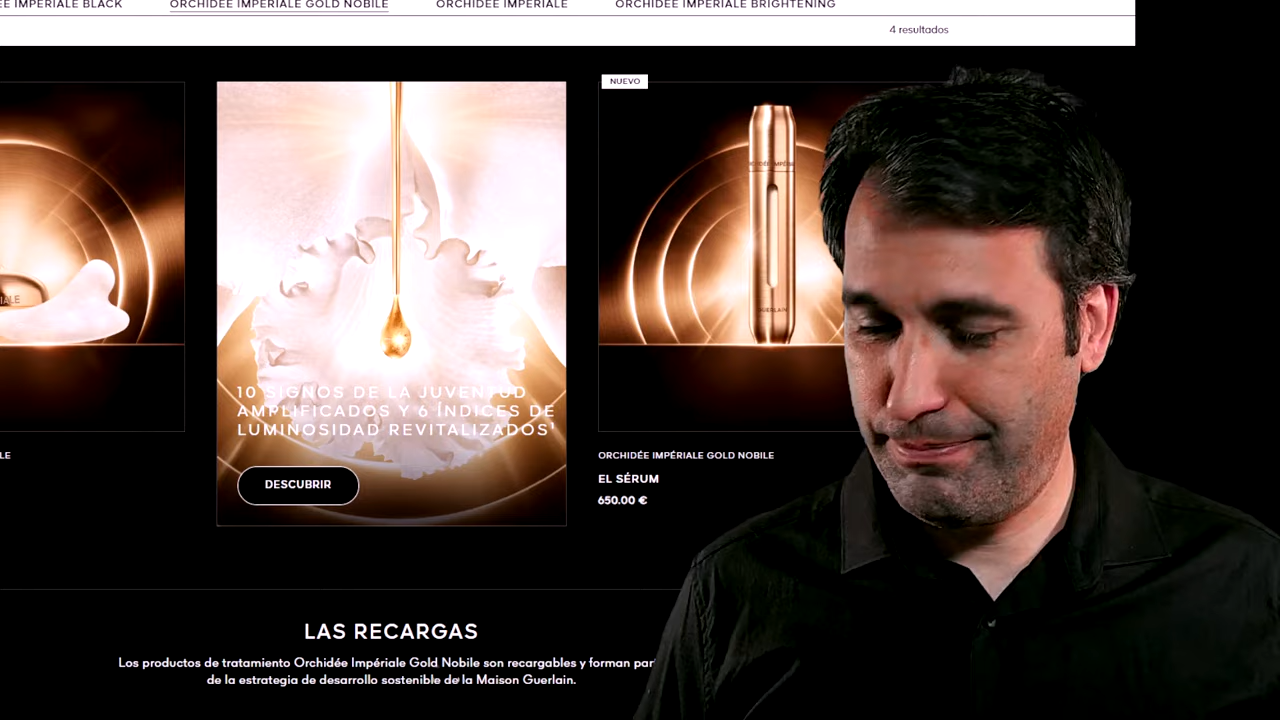 ÉE IMPÉRIALE BLACK
ORCHIDÉE IMPÉRIALE GOLD NOBILE
ORCHIDÉE IMPÉRIALE
ORCHIDÉE IMPÉRIALE BRIGHTENING
4 resultados
NUEVO
GUERLAIN
10 SIGNOS DE LA JUVENTUD
AMPLIFICADOS Y 6 ÍNDICES DE
LUMINOSIDAD REVITALIZADOS¹
DESCUBRIR
LE
ORCHIDÉE IMPÉRIALE GOLD NOBILE
EL SÉRUM
650.00 €
LAS RECARGAS
Los productos de tratamiento Orchidée Impériale Gold Nobile son recargables y forman par
de la estrategia de desarrollo sostenible de la Maison Guerlain.